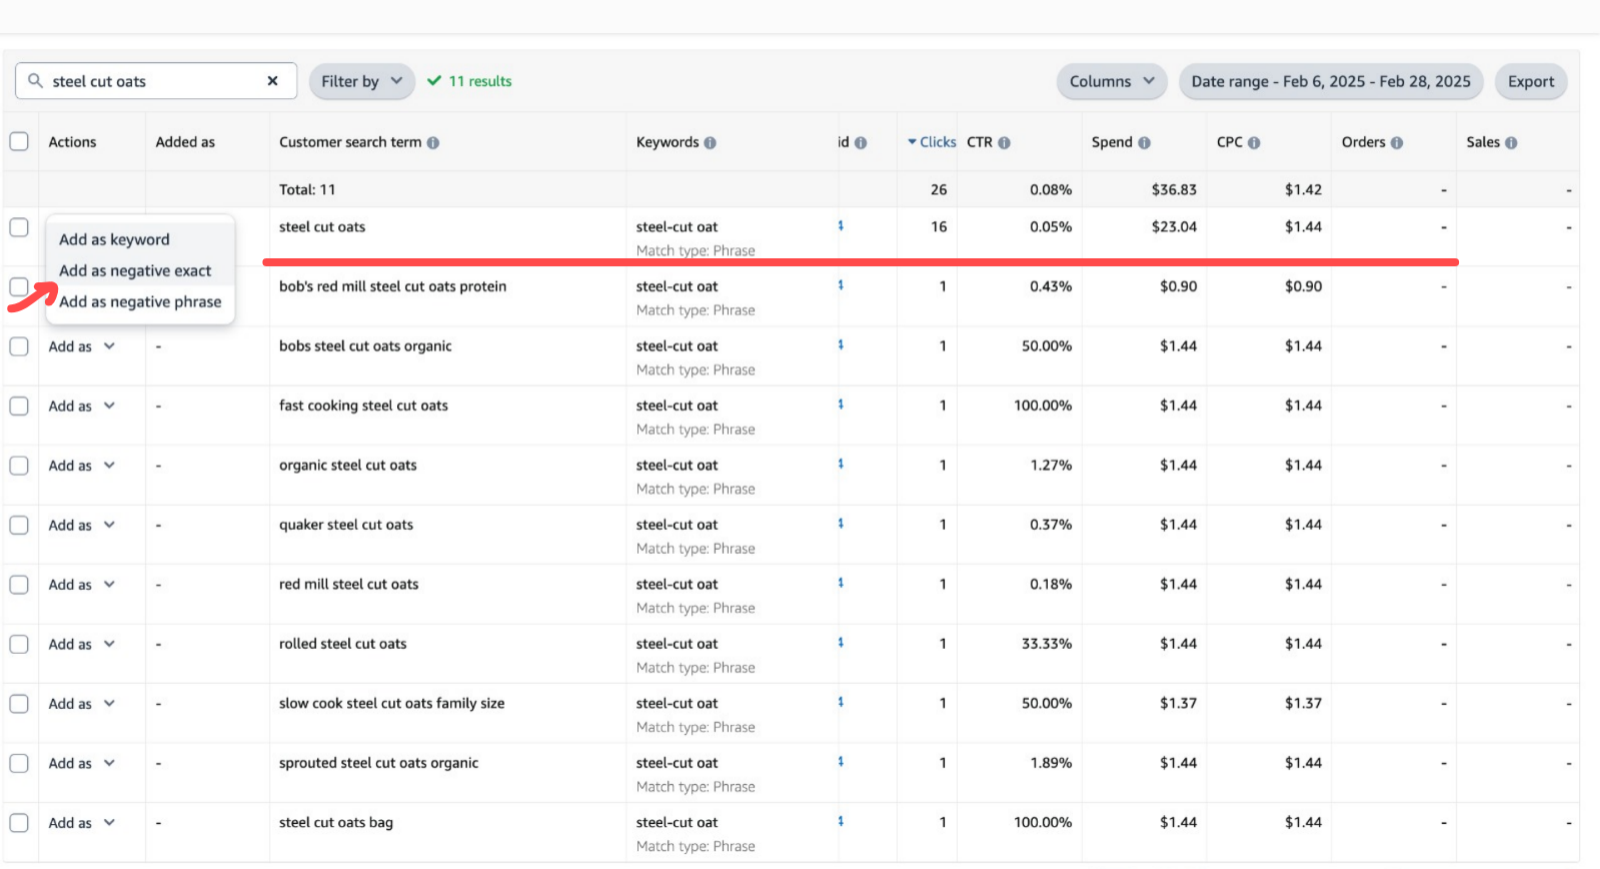 steel cut oats
Filter by
11 results
Columns
Date range - Feb 6, 2025 - Feb 28, 2025
Export
Actions Added as Customer search term Keywords id Clicks CTR Spend CPC Orders Sales
Total: 11 26 0.08% $36.83 $1.42 - -
Add as keyword
Add as negative exact
Add as negative phrase
steel cut oats steel-cut oat 16 0.05% $23.04 $1.44 - -
Match type: Phrase
bob's red mill steel cut oats protein steel-cut oat 1 0.43% $0.90 $0.90 - -
Match type: Phrase
Add as - bobs steel cut oats organic steel-cut oat 1 50.00% $1.44 $1.44 - -
Match type: Phrase
Add as - fast cooking steel cut oats steel-cut oat 1 100.00% $1.44 $1.44 - -
Match type: Phrase
Add as - organic steel cut oats steel-cut oat 1 1.27% $1.44 $1.44 - -
Match type: Phrase
Add as - quaker steel cut oats steel-cut oat 1 0.37% $1.44 $1.44 - -
Match type: Phrase
Add as - red mill steel cut oats steel-cut oat 1 0.18% $1.44 $1.44 - -
Match type: Phrase
Add as - rolled steel cut oats steel-cut oat 1 33.33% $1.44 $1.44 - -
Match type: Phrase
Add as - slow cook steel cut oats family size steel-cut oat 1 50.00% $1.37 $1.37 - -
Match type: Phrase
Add as - sprouted steel cut oats organic steel-cut oat 1 1.89% $1.44 $1.44 - -
Match type: Phrase
Add as - steel cut oats bag steel-cut oat 1 100.00% $1.44 $1.44 - -
Match type: Phrase